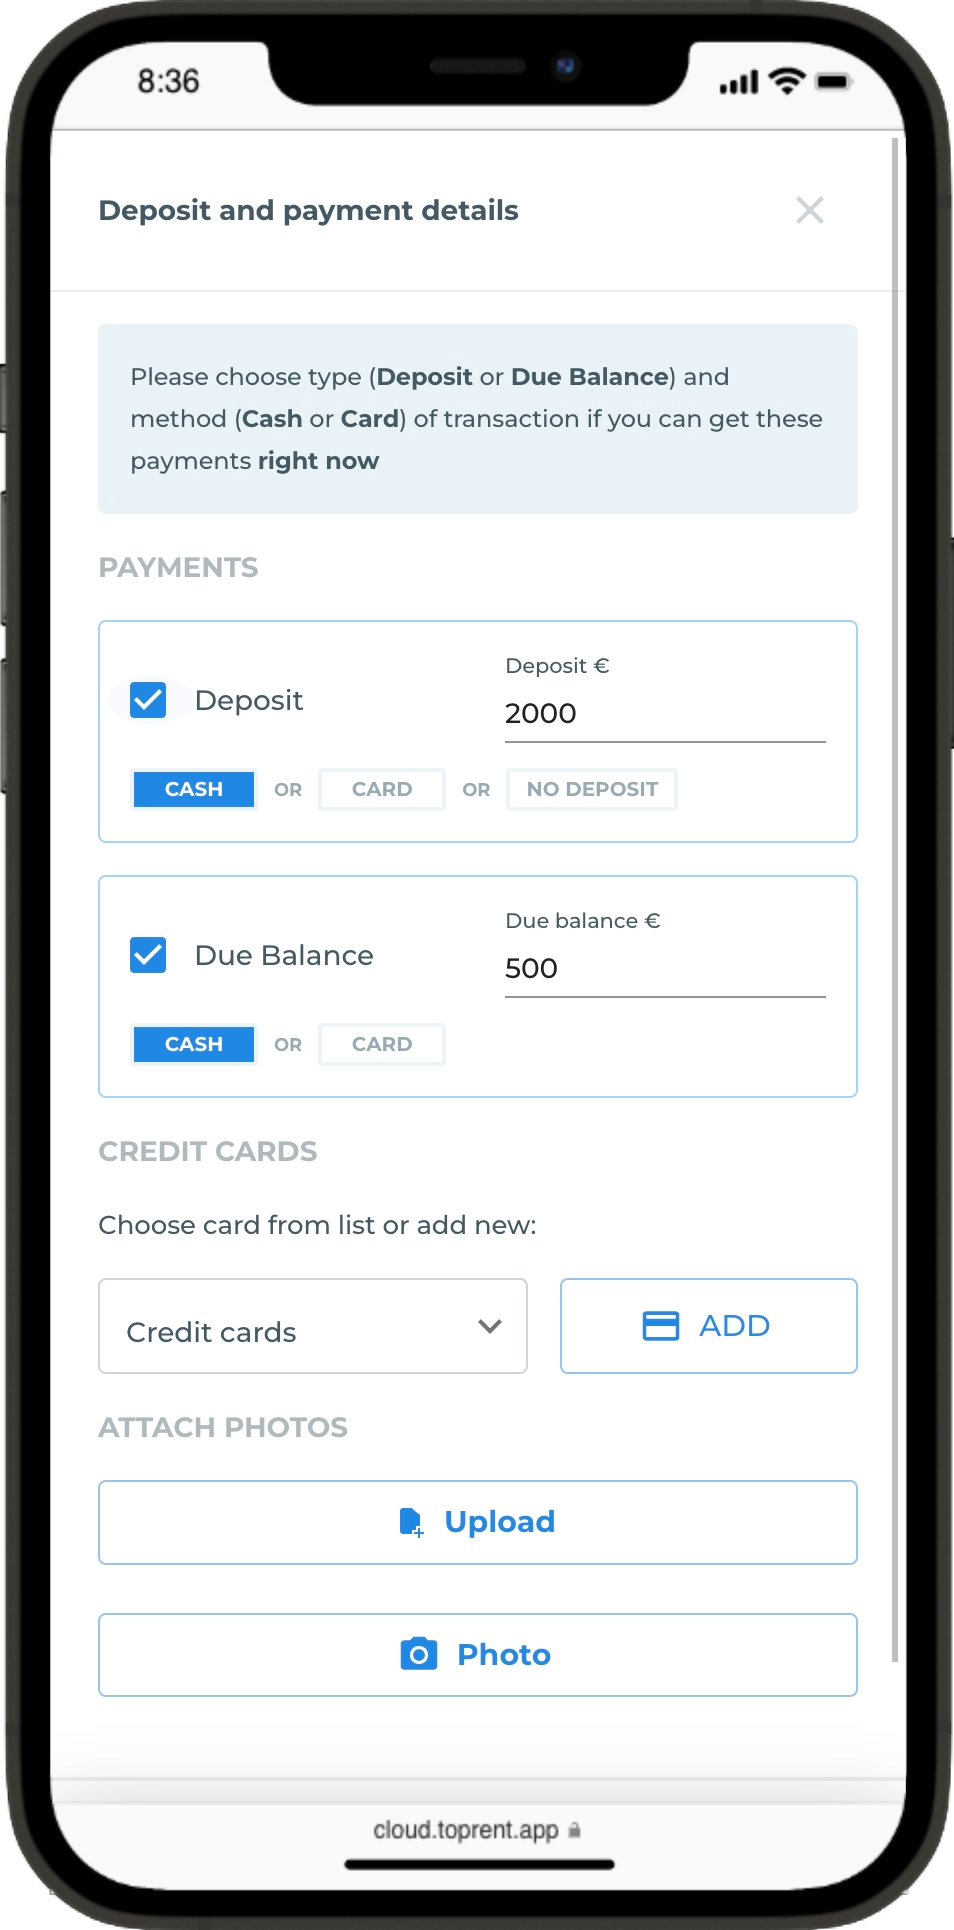 8:36
Deposit and payment details
Please choose type (Deposit or Due Balance) and
method (Cash or Card) of transaction if you can get these
payments right now
PAYMENTS
Deposit
Deposit €
2000
CASH OR CARD OR NO DEPOSIT
Due Balance
Due balance €
500
CASH OR CARD
CREDIT CARDS
Choose card from list or add new:
Credit cards
ADD
ATTACH PHOTOS
Upload
Photo
cloud.toprent.app